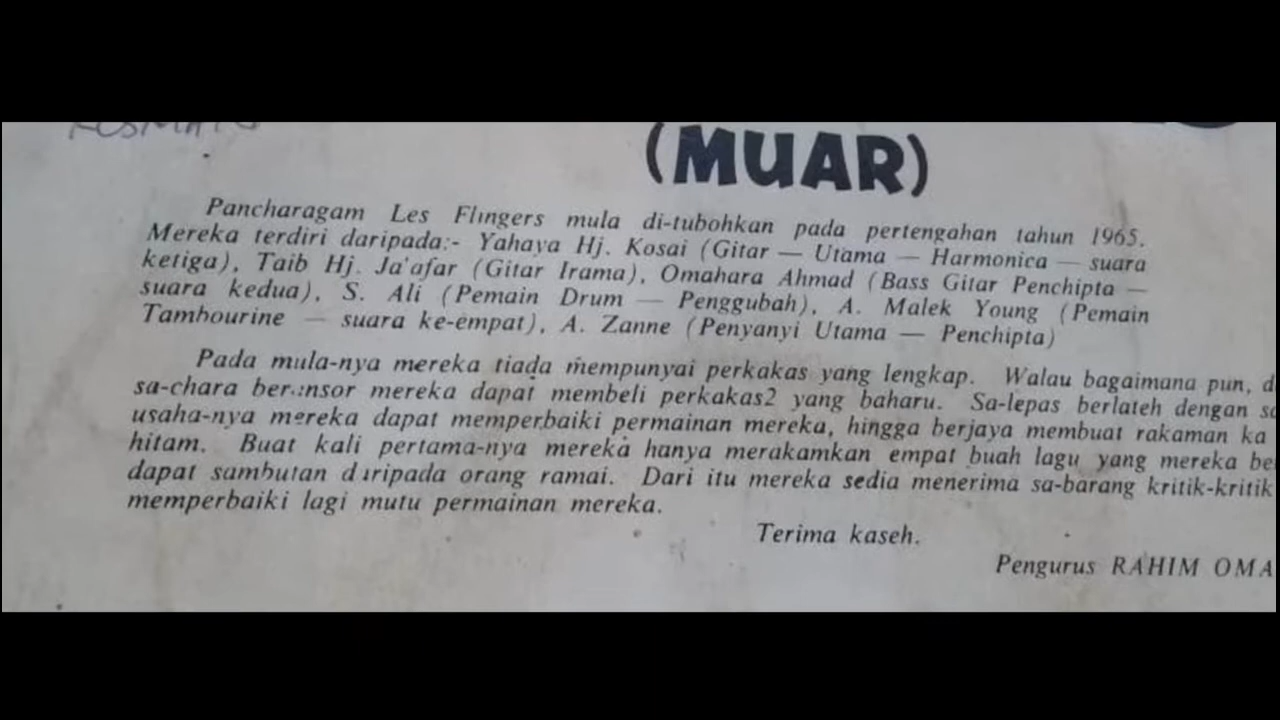 (MUAR)
Pancharagam Les Flingers mula di-tubohkan pada pertengahan tahun 1965.
Mereka terdiri daripada:- Yahaya Hj. Kosai (Gitar — Utama — Harmonica — suara
ketiga), Taib Hj. Ja'afar (Gitar Irama), Omahara Ahmad (Bass Gitar Penchipta —
suara kedua), S. Ali (Pemain Drum — Penggubah), A. Malek Young (Pemain
Tambourine — suara ke-empat), A. Zanne (Penyanyi Utama — Penchipta)
Pada mula-nya mereka tiada mempunyai perkakas yang lengkap. Walau bagaimana pun,
sa-chara beransor mereka dapat membeli perkakas2 yang baharu. Sa-lepas berlateh dengan
usaha-nya mereka dapat memperbaiki permainan mereka, hingga berjaya membuat rakaman ka
hitam. Buat kali pertama-nya mereka hanya merakamkan empat buah lagu yang mereka
dapat sambutan daripada orang ramai. Dari itu mereka sedia menerima sa-barang kritik-kritik
memperbaiki lagi mutu permainan mereka.
Terima kaseh.
Pengurus RAHIM OMA